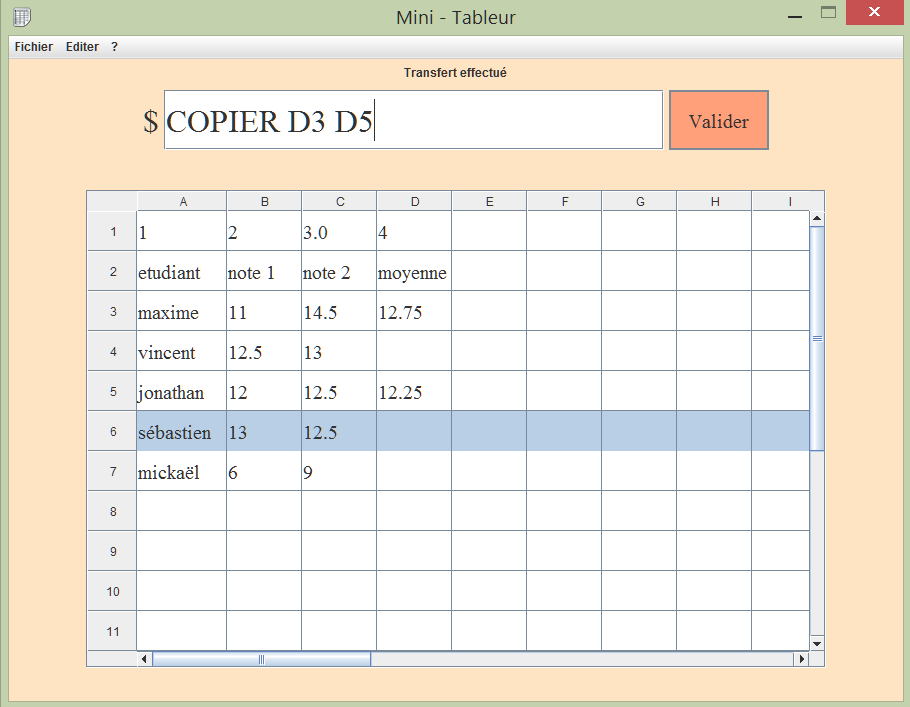 Mini - Tableur
Fichier Editer ?
Transfert effectué
$ COPIER D3 D5 Valider
A B C D E F G H I
1 1 2 3.0 4
2 etudiant note 1 note 2 moyenne
3 maxime 11 14.5 12.75
4 vincent 12.5 13
5 jonathan 12 12.5 12.25
6 sébastien 13 12.5
7 mickaël 6 9
8
9
10
11